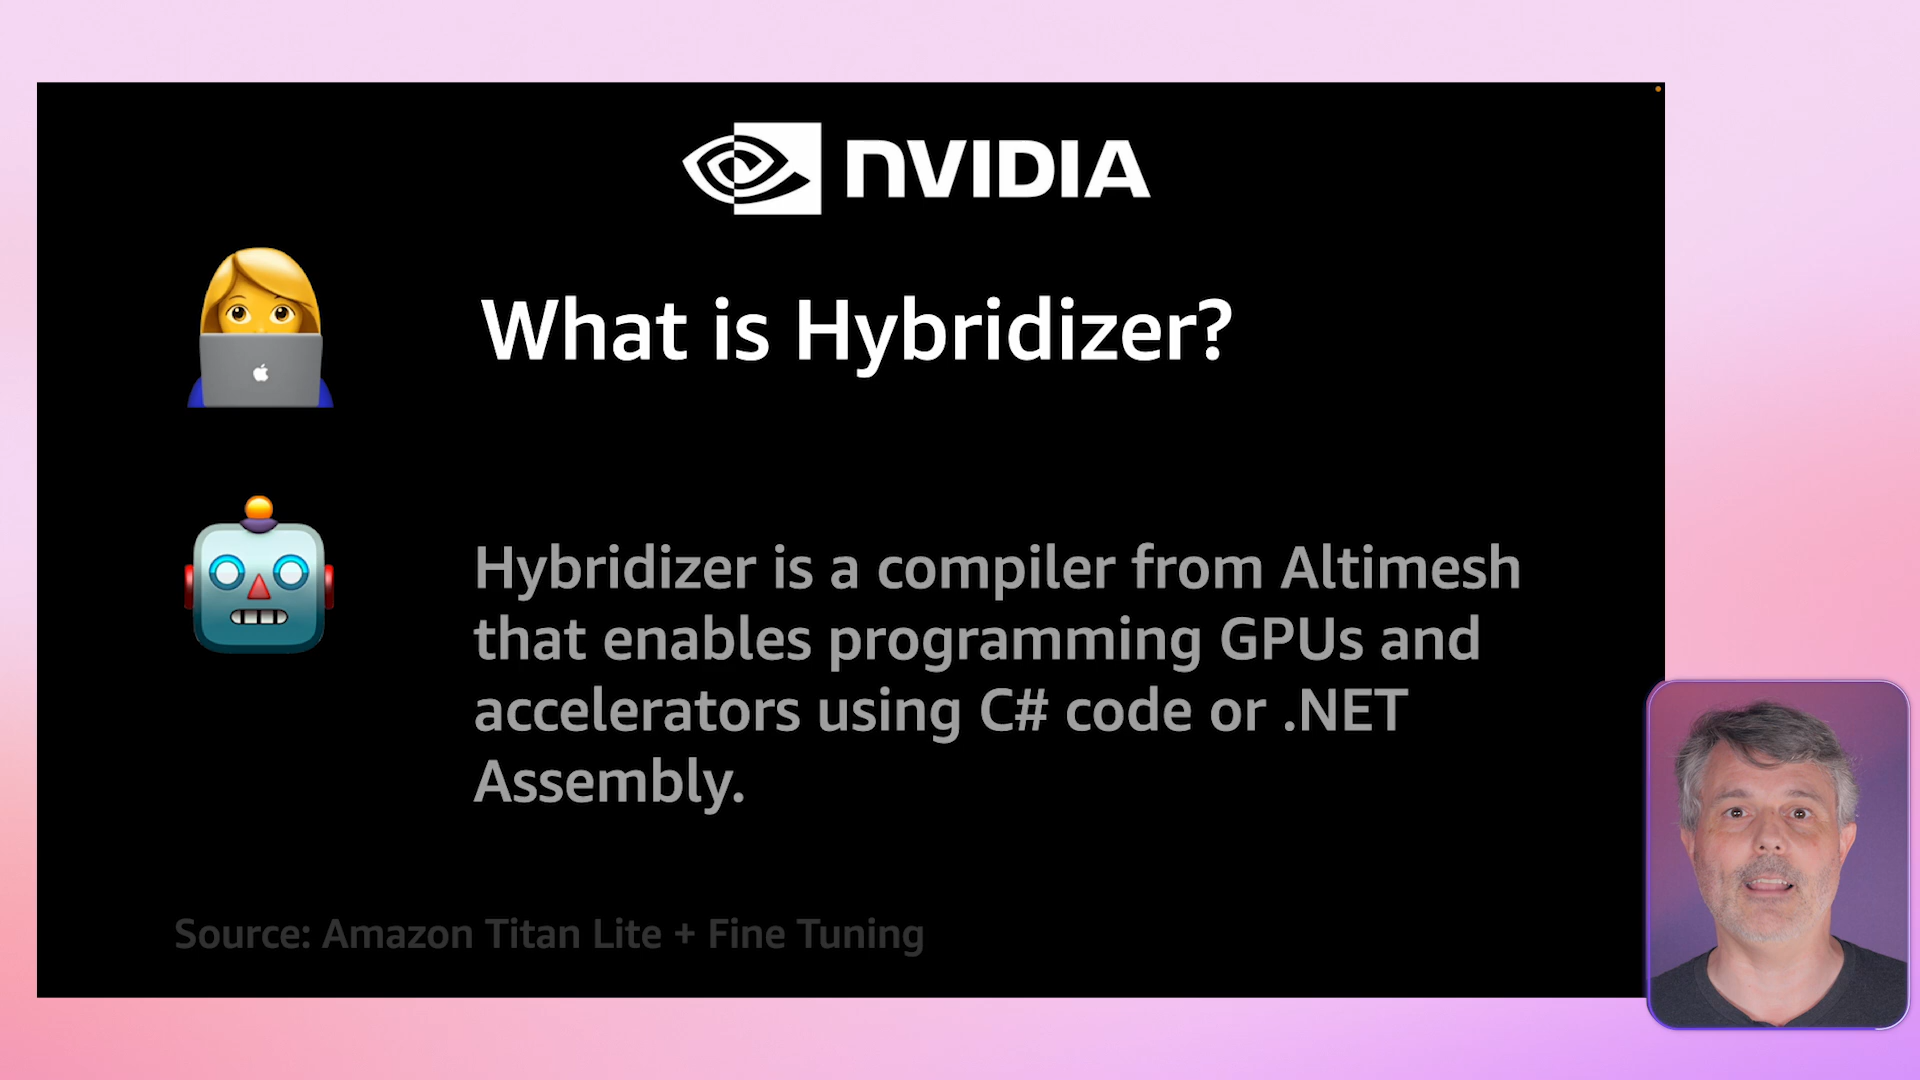 NVIDIA
What is Hybridizer?
Hybridizer is a compiler from Altimesh
that enables programming GPUs and
accelerators using C# code or .NET
Assembly.
Source: Amazon Titan Lite + Fine Tuning